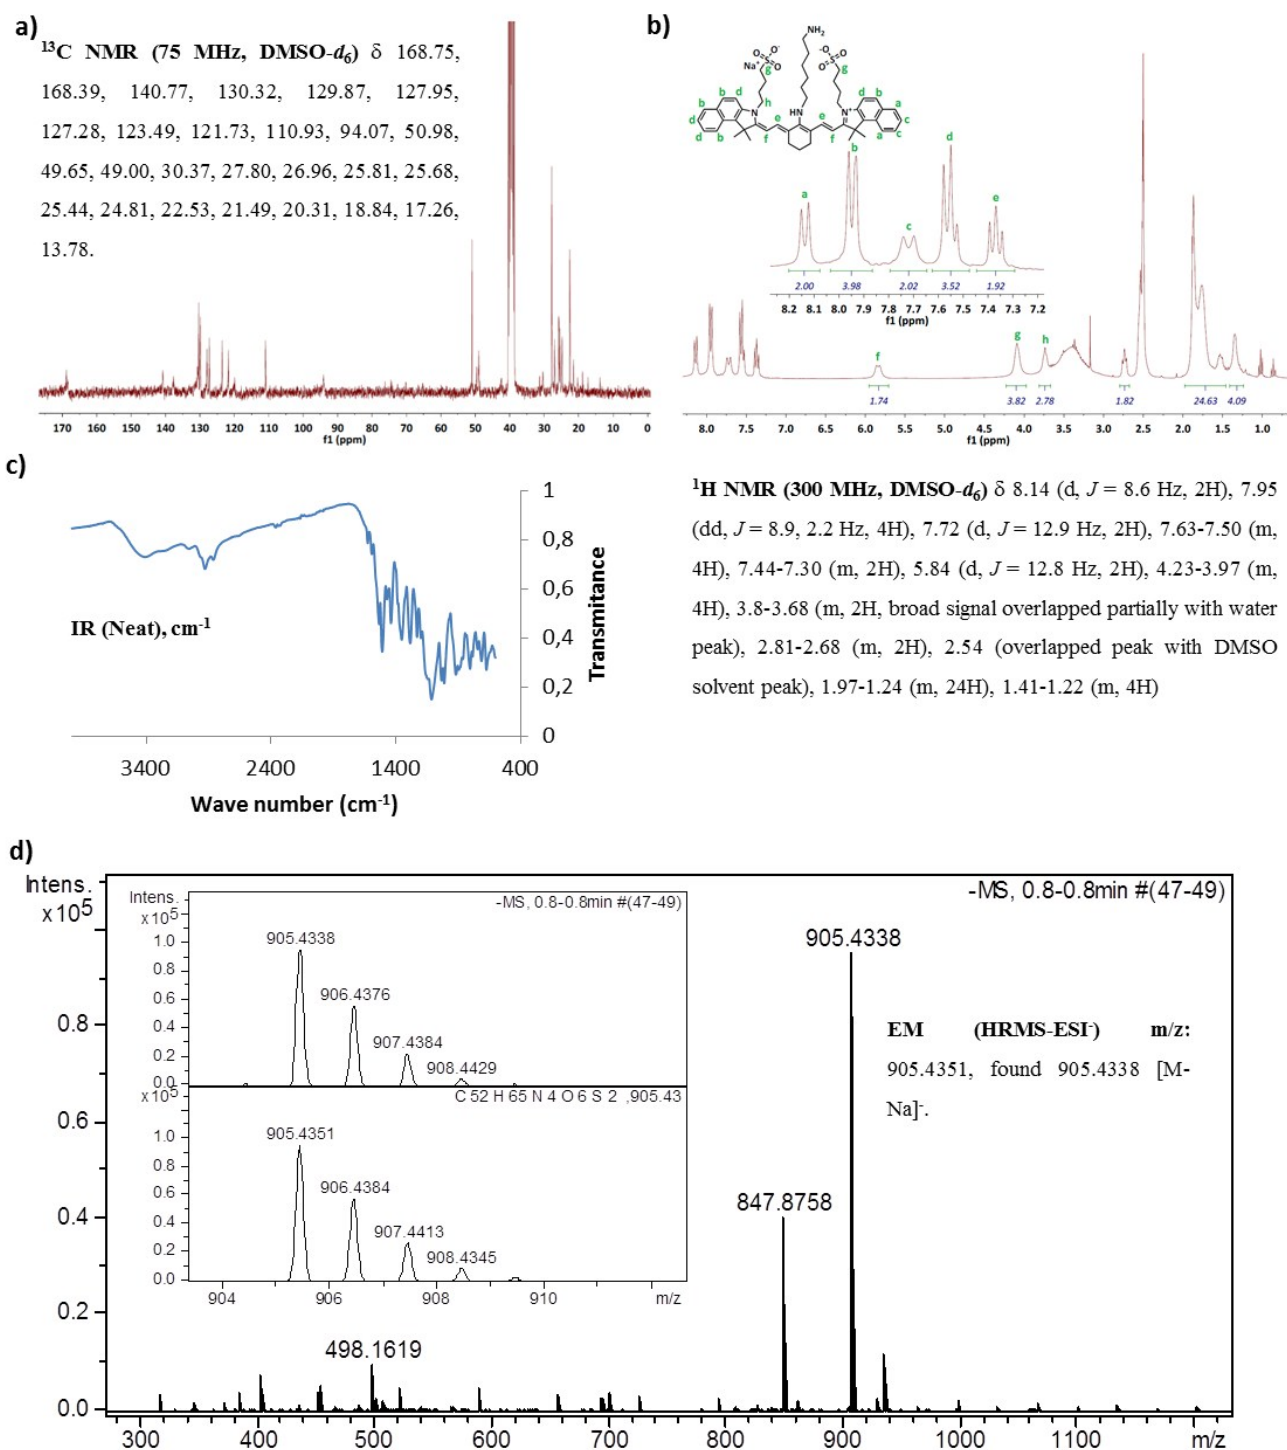 a)
¹³C NMR (75 MHz, DMSO-d₆) δ 168.75,
168.39, 140.77, 130.32, 129.87, 127.95,
127.28, 123.49, 121.73, 110.93, 94.07, 50.98,
49.65, 49.00, 30.37, 27.80, 26.96, 25.81, 25.68,
25.44, 24.81, 22.53, 21.49, 20.31, 18.84, 17.26,
13.78.
170 160 150 140 130 120 110 100 90 80 70 60 50 40 30 20 10 0
f1 (ppm)
b)
NH₂
O O⁻ ⁻O O
Na⁺ S O S O
g g
b d h HN N⁺ d b
b N e e a
d c
d b f f a c
a b c d e
2.00 3.98 2.02 3.52 1.92
8.2 8.1 8.0 7.9 7.8 7.7 7.6 7.5 7.4 7.3 7.2
f1 (ppm)
f g h
1.74 3.82 2.78 1.82 24.63 4.09
8.0 7.5 7.0 6.5 6.0 5.5 5.0 4.5 4.0 3.5 3.0 2.5 2.0 1.5 1.0
f1 (ppm)
¹H NMR (300 MHz, DMSO-d₆) δ 8.14 (d, J = 8.6 Hz, 2H), 7.95
(dd, J = 8.9, 2.2 Hz, 4H), 7.72 (d, J = 12.9 Hz, 2H), 7.63-7.50 (m,
4H), 7.44-7.30 (m, 2H), 5.84 (d, J = 12.8 Hz, 2H), 4.23-3.97 (m,
4H), 3.8-3.68 (m, 2H, broad signal overlapped partially with water
peak), 2.81-2.68 (m, 2H), 2.54 (overlapped peak with DMSO
solvent peak), 1.97-1.24 (m, 24H), 1.41-1.22 (m, 4H)
c)
IR (Neat), cm⁻¹
1
0,8
0,6
0,4
0,2
0
Transmitance
3400 2400 1400 400
Wave number (cm⁻¹)
d)
Intens.
x10⁵
0.8
0.6
0.4
0.2
0.0
-MS, 0.8-0.8min #(47-49)
905.4338
847.8758
498.1619
EM (HRMS-ESI⁻) m/z:
905.4351, found 905.4338 [M-
Na]⁻.
Intens.
x10⁵
-MS, 0.8-0.8min #(47-49)
1.0
0.8
0.6
0.4
0.2
0.0
905.4338
906.4376
907.4384
908.4429
x10⁵
C 52 H 65 N 4 O 6 S 2 ,905.43
1.0
0.8
0.6
0.4
0.2
0.0
905.4351
906.4384
907.4413
908.4345
904 906 908 910 m/z
300 400 500 600 700 800 900 1000 1100 m/z